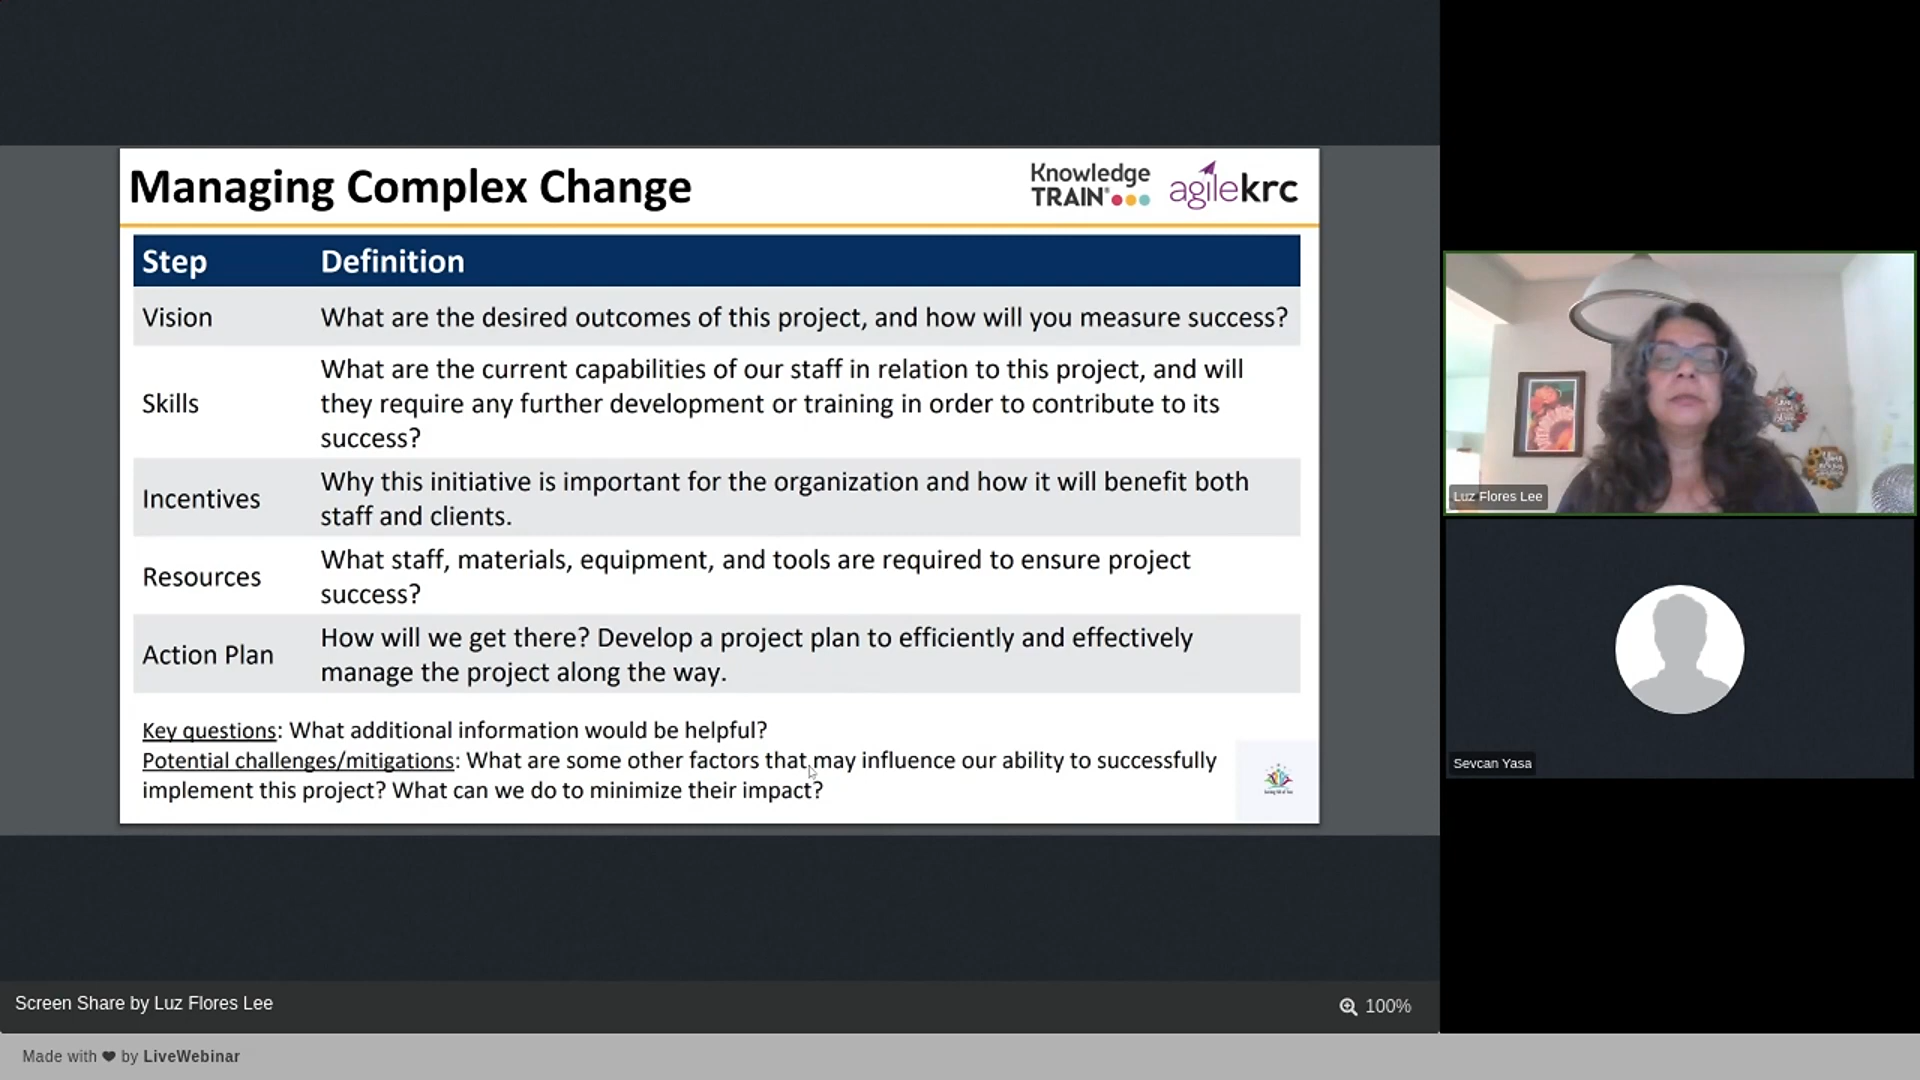 Managing Complex Change
Knowledge
TRAIN®
agilekrc
Step Definition
Vision What are the desired outcomes of this project, and how will you measure success?
Skills What are the current capabilities of our staff in relation to this project, and will
they require any further development or training in order to contribute to its
success?
Incentives Why this initiative is important for the organization and how it will benefit both
staff and clients.
Resources What staff, materials, equipment, and tools are required to ensure project
success?
Action Plan How will we get there? Develop a project plan to efficiently and effectively
manage the project along the way.
Key questions: What additional information would be helpful?
Potential challenges/mitigations: What are some other factors that may influence our ability to successfully
implement this project? What can we do to minimize their impact?
Luz Flores Lee
Sevcan Yasa
Screen Share by Luz Flores Lee
100%
Made with ❤ by LiveWebinar